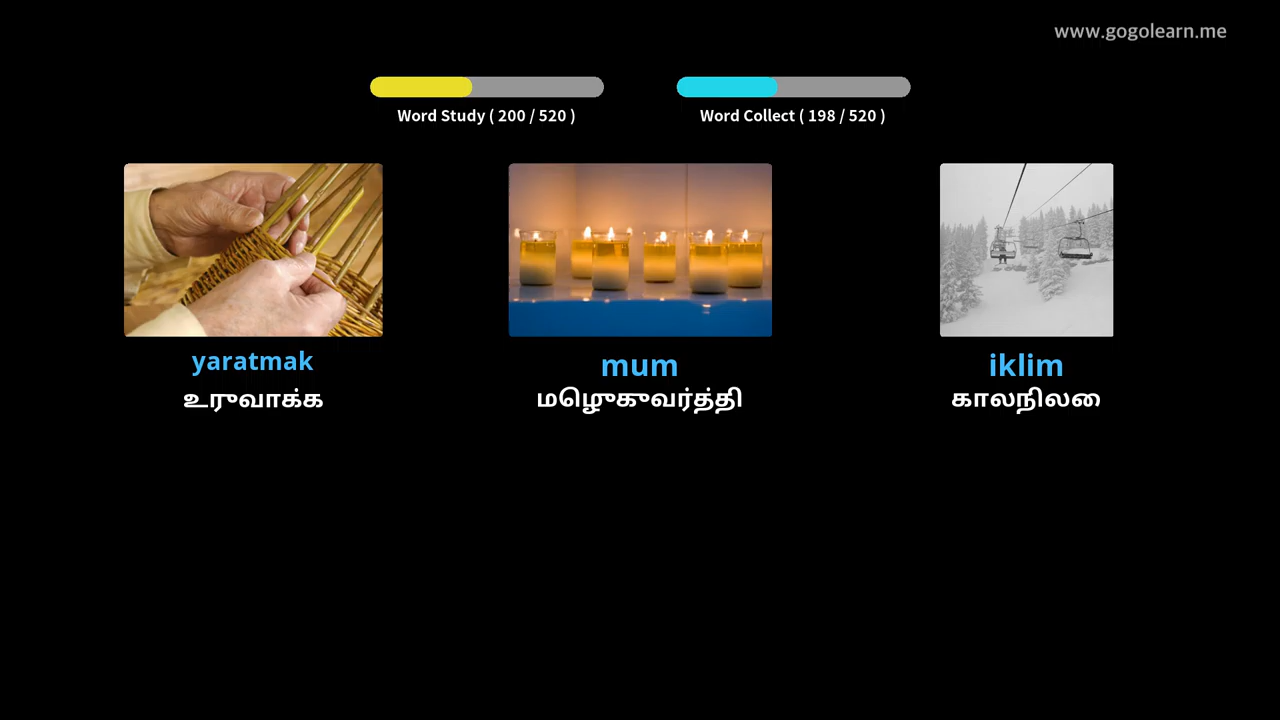 www.gogolearn.me
Word Study ( 200 / 520 )
Word Collect ( 198 / 520 )
yaratmak
உருவாக்க
mum
மெழுகுவர்த்தி
iklim
காலநிலை